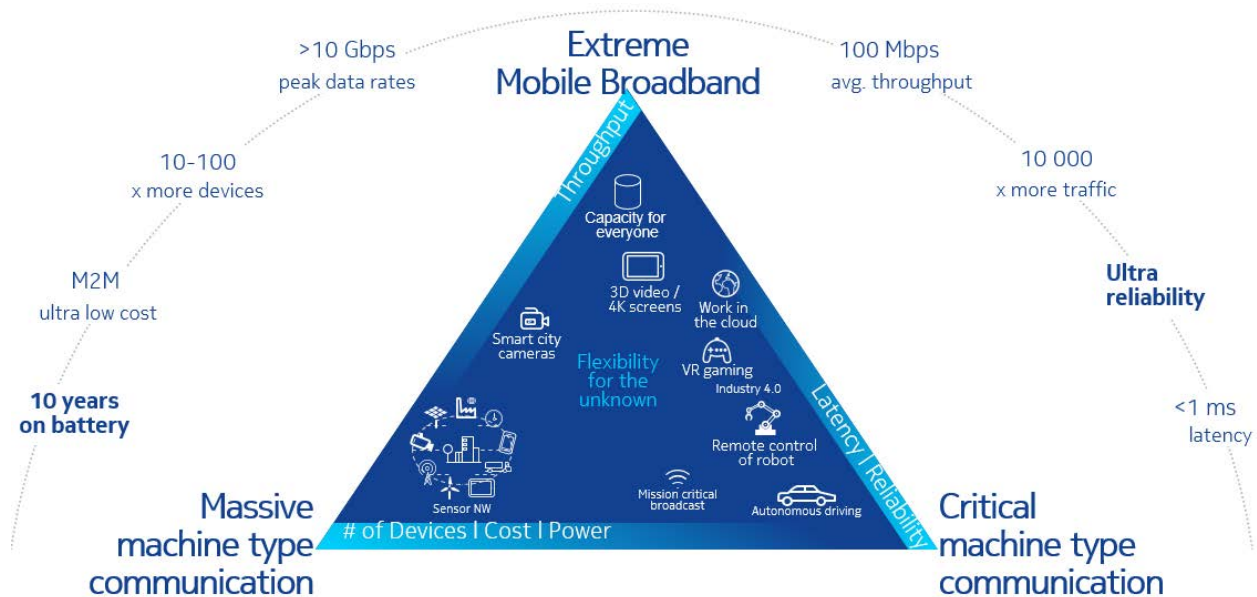 Extreme
Mobile Broadband
>10 Gbps
peak data rates
100 Mbps
avg. throughput
10-100
x more devices
10 000
x more traffic
M2M
ultra low cost
Ultra
reliability
10 years
on battery
<1 ms
latency
Throughput
Capacity for
everyone
3D video /
4K screens
Work in
the cloud
Smart city
cameras
VR gaming
Flexibility
for the
unknown
Industry 4.0
Remote control
of robot
Sensor NW
Mission critical
broadcast
Autonomous driving
Latency | Reliability
# of Devices | Cost | Power
Massive
machine type
communication
Critical
machine type
communication